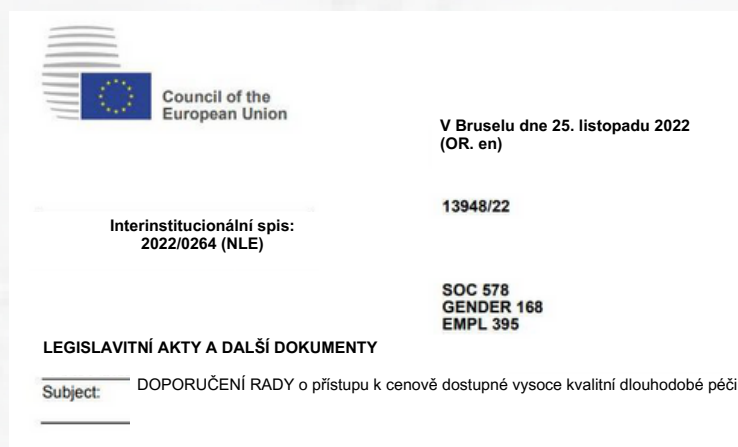 Council of the
European Union
V Bruselu dne 25. listopadu 2022
(OR. en)
13948/22
Interinstitucionální spis:
2022/0264 (NLE)
SOC 578
GENDER 168
EMPL 395
LEGISLAVITNÍ AKTY A DALŠÍ DOKUMENTY
Subject: DOPORUČENÍ RADY o přístupu k cenově dostupné vysoce kvalitní dlouhodobé péči